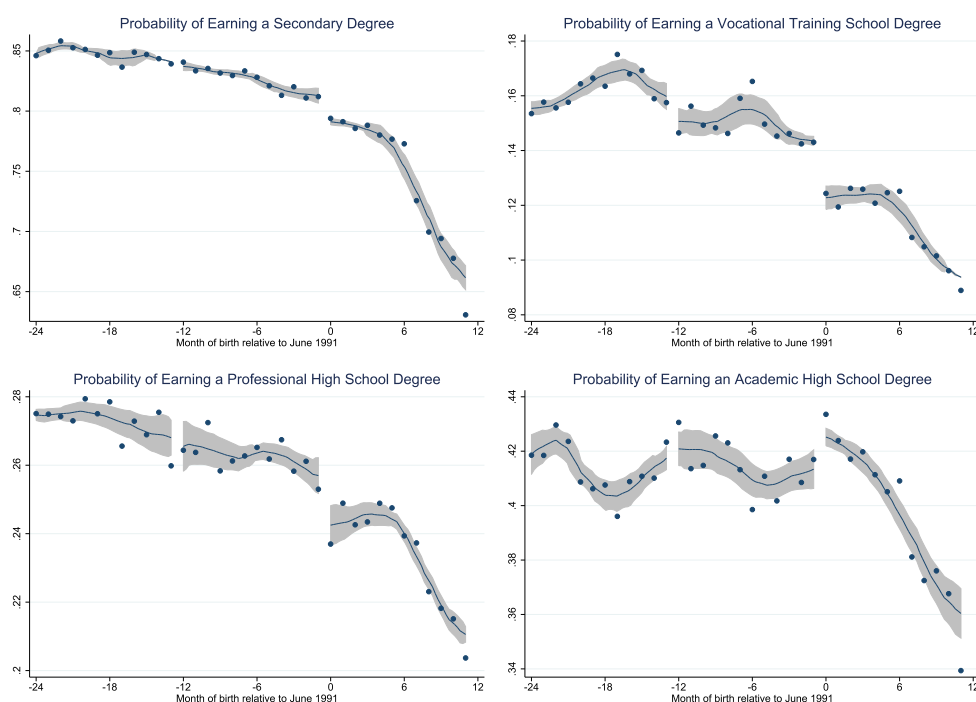 Probability of Earning a Secondary Degree
.85
.8
.75
.7
.65
-24 -18 -12 -6 0 6 12
Month of birth relative to June 1991
Probability of Earning a Vocational Training School Degree
.18
.16
.14
.12
.1
.08
-24 -18 -12 -6 0 6 12
Month of birth relative to June 1991
Probability of Earning a Professional High School Degree
.28
.26
.24
.22
.2
-24 -18 -12 -6 0 6 12
Month of birth relative to June 1991
Probability of Earning an Academic High School Degree
.44
.42
.4
.38
.36
.34
-24 -18 -12 -6 0 6 12
Month of birth relative to June 1991